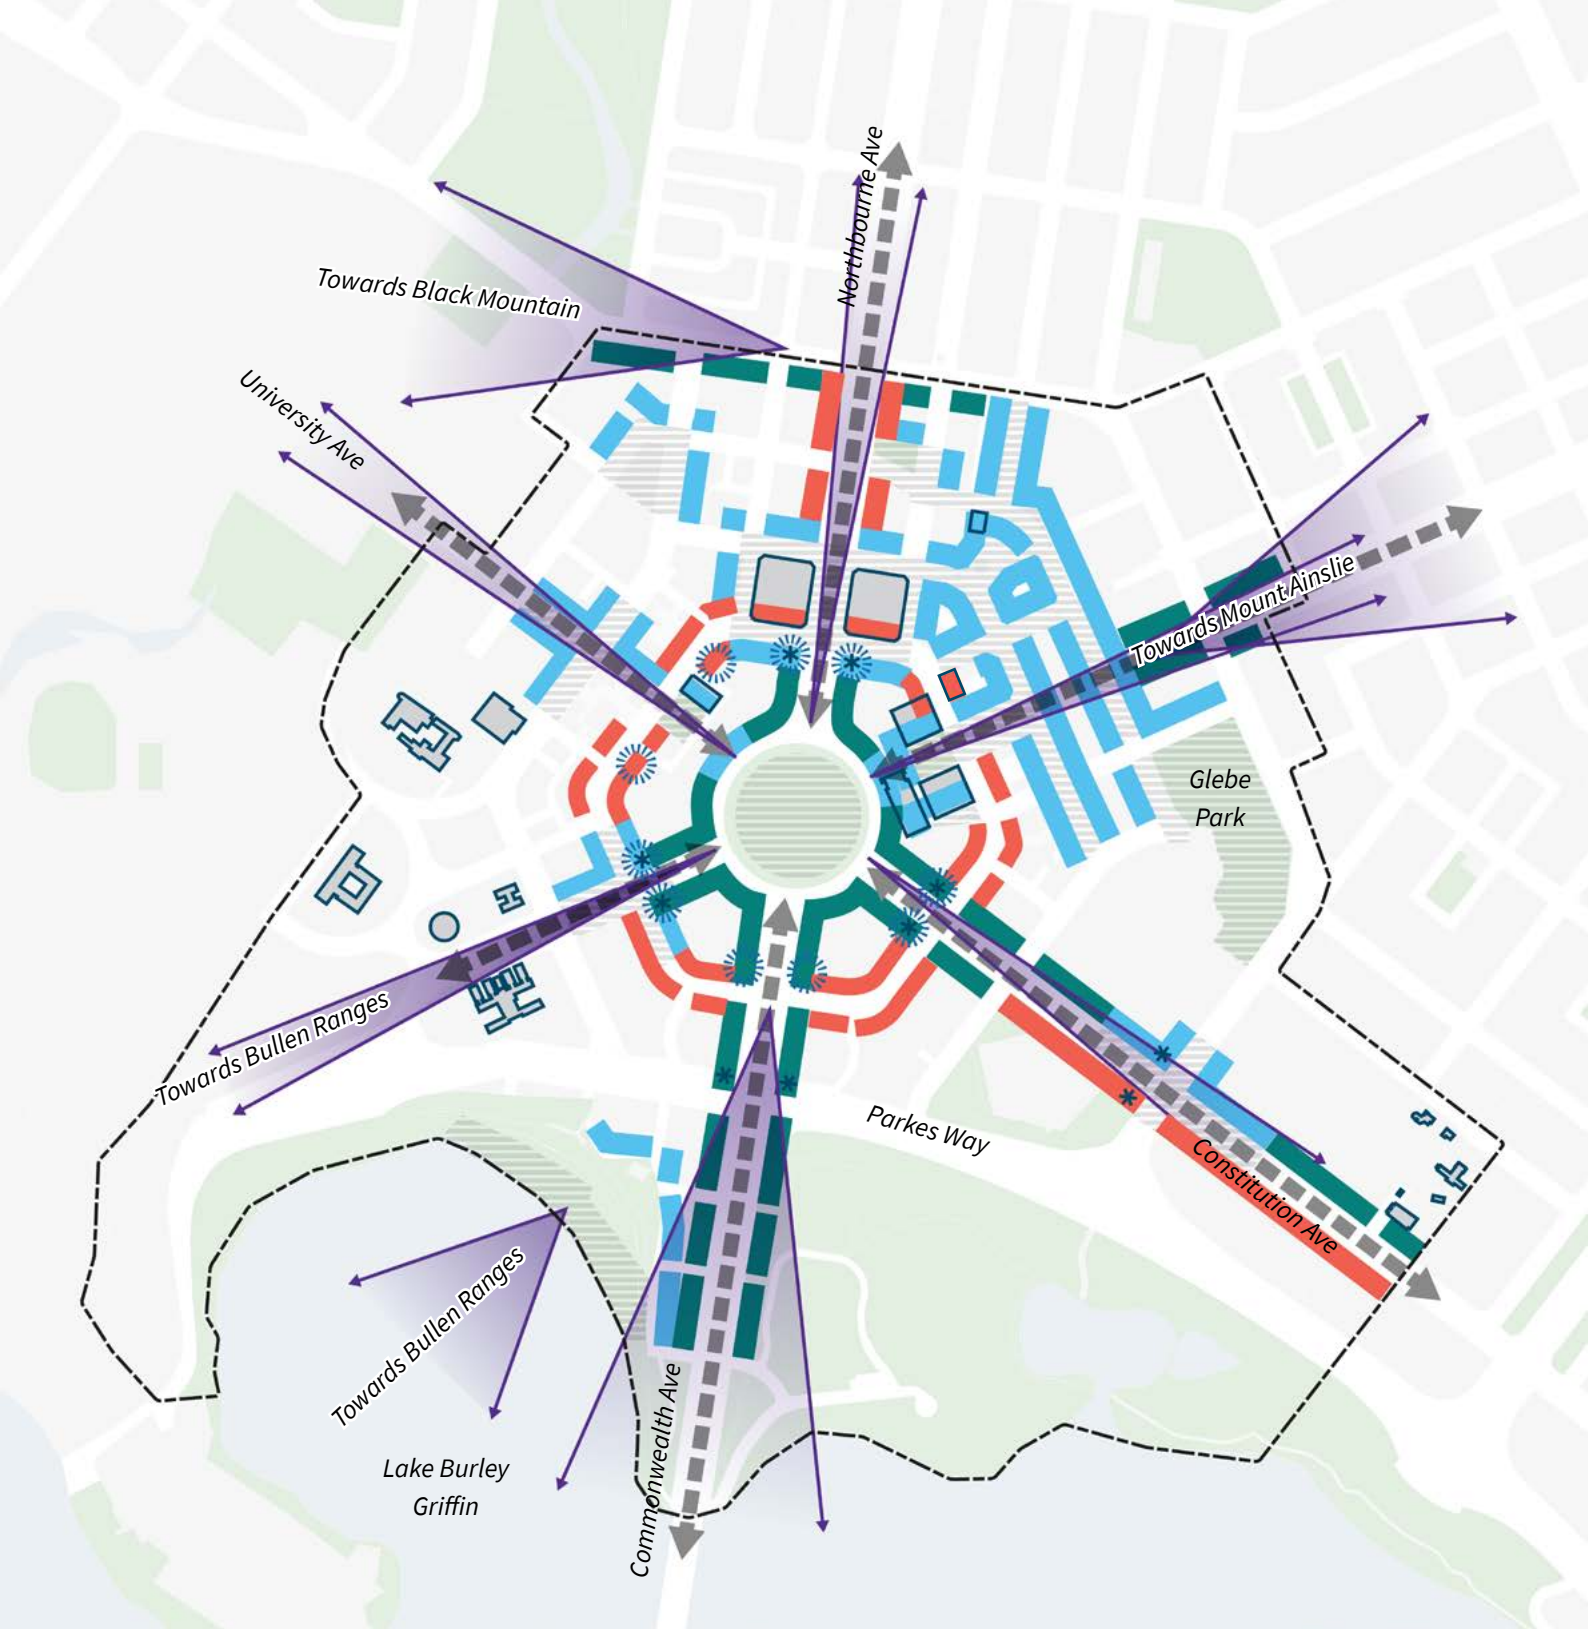 Northbourne Ave
Towards Black Mountain
University Ave
Towards Mount Ainslie
Glebe
Park
Towards Bullen Ranges
Parkes Way
Constitution Ave
Towards Bullen Ranges
Commonwealth Ave
Lake Burley
Griffin